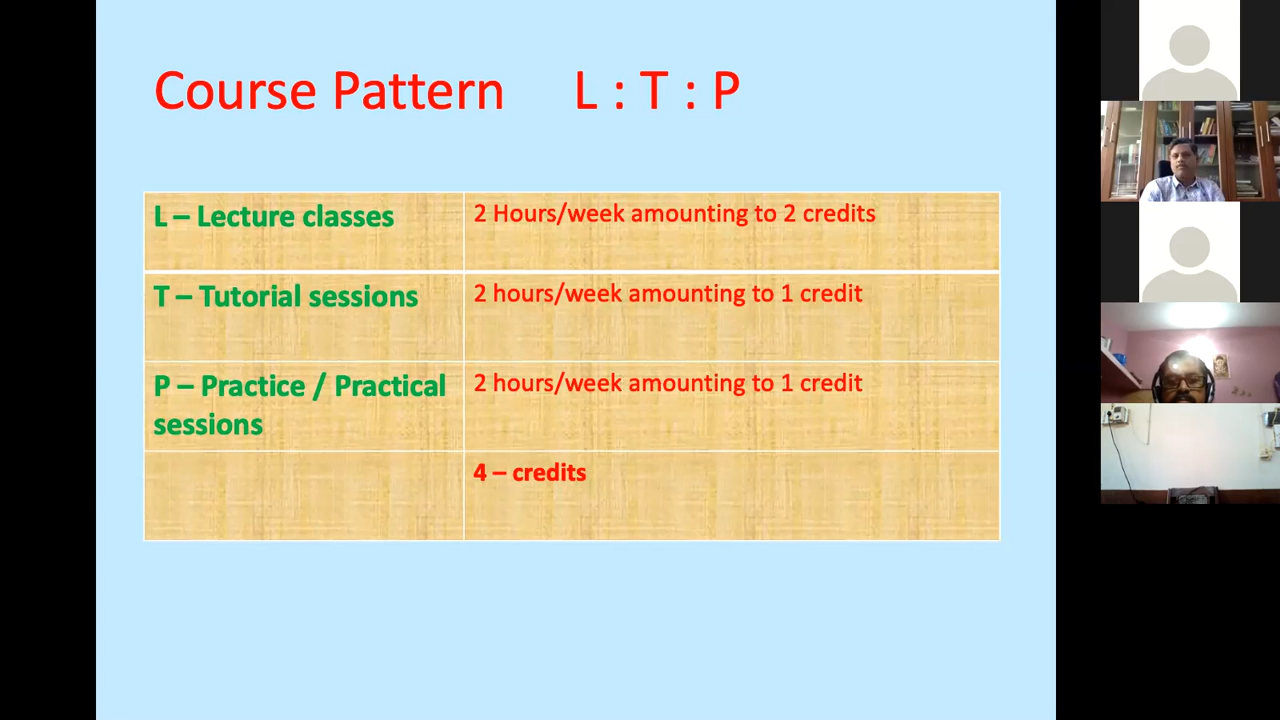 Course Pattern L : T : P
L – Lecture classes
2 Hours/week amounting to 2 credits
T – Tutorial sessions
2 hours/week amounting to 1 credit
P – Practice / Practical
sessions
2 hours/week amounting to 1 credit
4 – credits